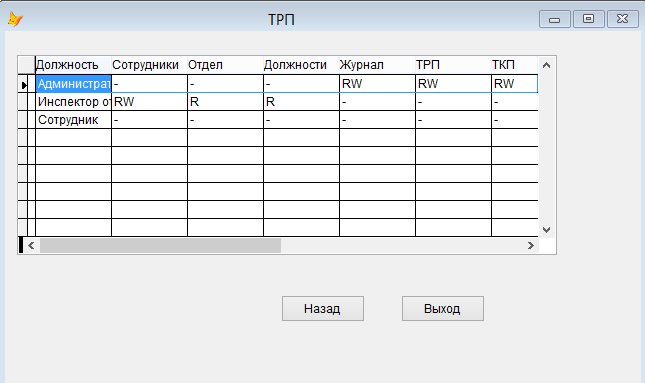 ТРП
Должность Сотрудники Отдел Должности Журнал ТРП ТКП
Администрат - - - RW RW RW
Инспектор от RW R R - - -
Сотрудник - - - - - -
Назад Выход